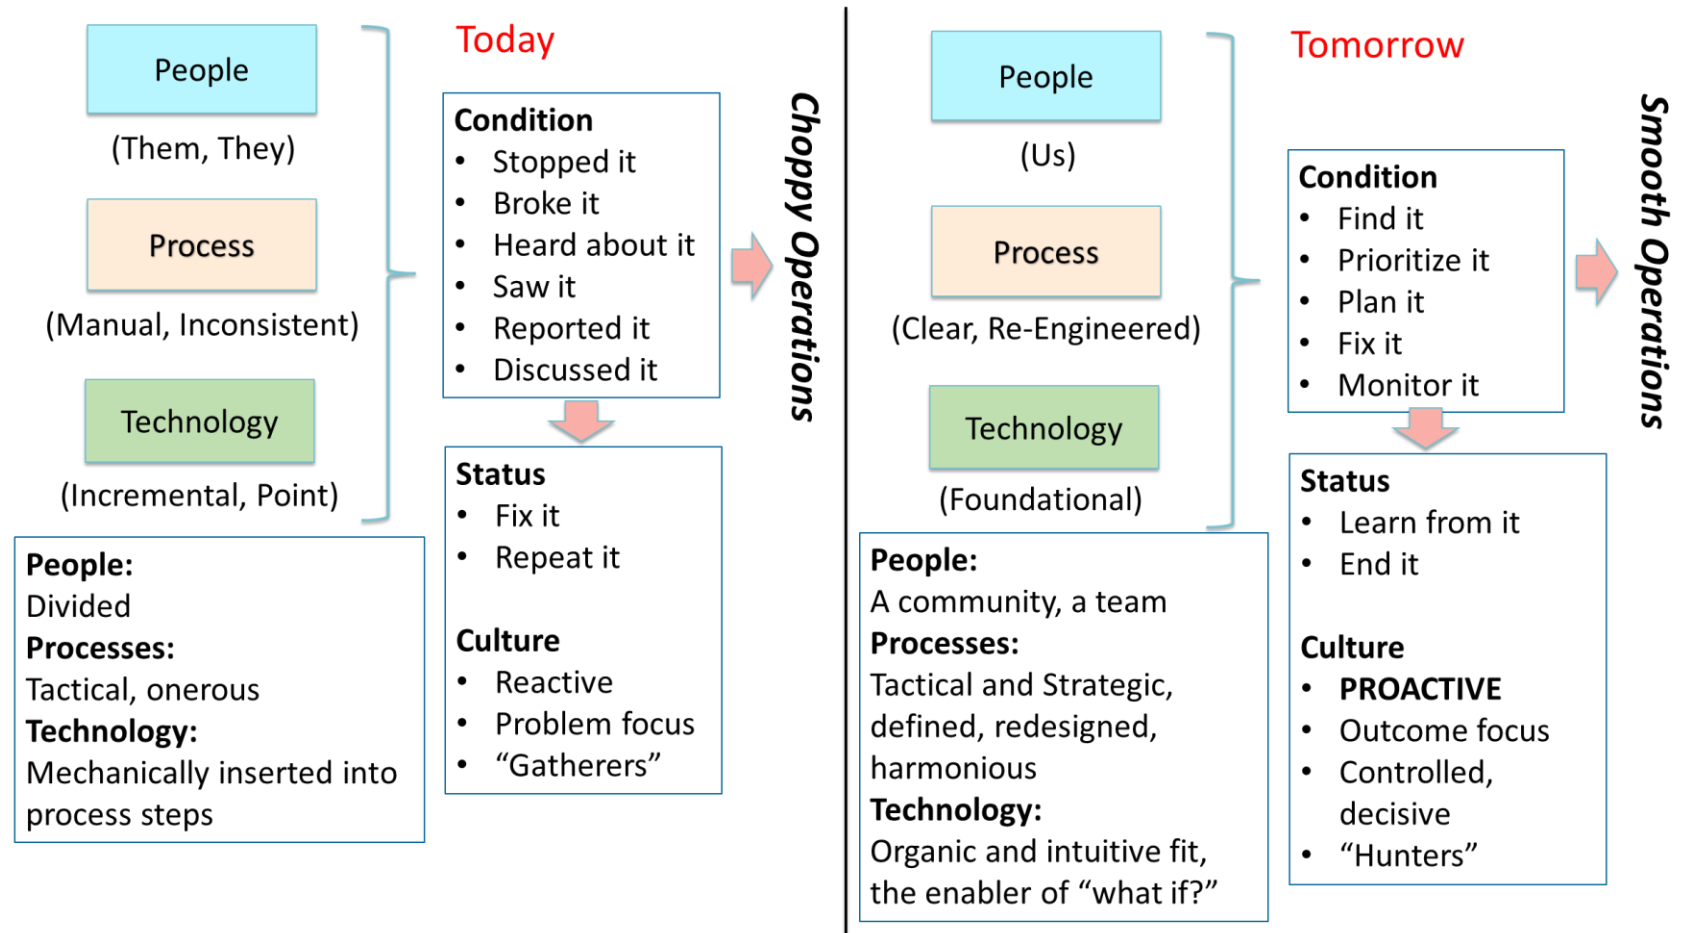 Today
People
(Them, They)
Process
(Manual, Inconsistent)
Technology
(Incremental, Point)
People:
Divided
Processes:
Tactical, onerous
Technology:
Mechanically inserted into
process steps
Condition
• Stopped it
• Broke it
• Heard about it
• Saw it
• Reported it
• Discussed it
Status
• Fix it
• Repeat it
Culture
• Reactive
• Problem focus
• “Gatherers”
Choppy Operations
Tomorrow
People
(Us)
Process
(Clear, Re-Engineered)
Technology
(Foundational)
People:
A community, a team
Processes:
Tactical and Strategic,
defined, redesigned,
harmonious
Technology:
Organic and intuitive fit,
the enabler of “what if?”
Condition
• Find it
• Prioritize it
• Plan it
• Fix it
• Monitor it
Status
• Learn from it
• End it
Culture
• PROACTIVE
• Outcome focus
• Controlled,
decisive
• “Hunters”
Smooth Operations